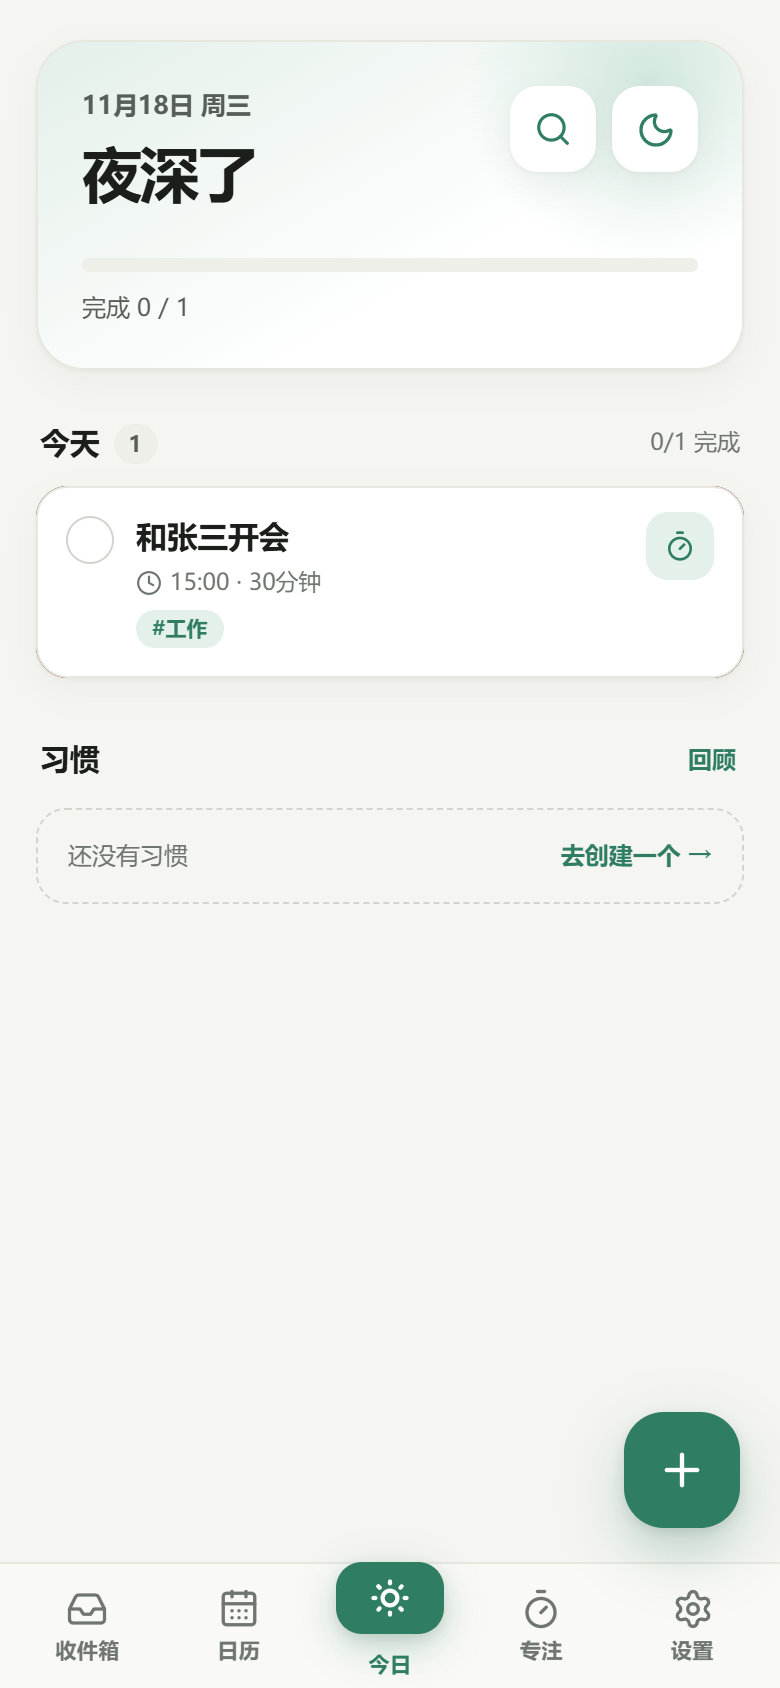 11月18日 周三
夜深了
完成 0 / 1
今天 1
0/1 完成
和张三开会
15:00 · 30分钟
#工作
习惯
回顾
还没有习惯
去创建一个 →
收件箱
日历
今日
专注
设置